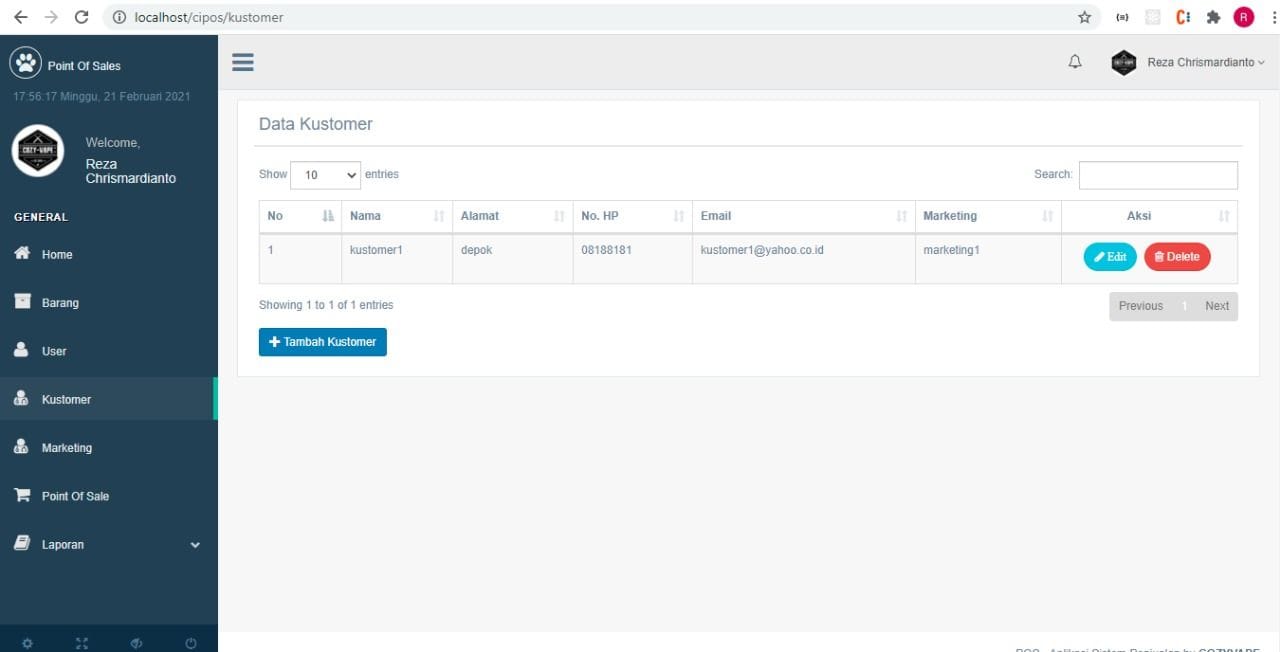 localhost/cipos/kustomer
R
Point Of Sales
17:56:17 Minggu, 21 Februari 2021
COZY-VAPE
Welcome,
Reza
Chrismardianto
GENERAL
Home
Barang
User
Kustomer
Marketing
Point Of Sale
Laporan
Reza Chrismardianto
Data Kustomer
Show 10 entries
Search:
No Nama Alamat No. HP Email Marketing Aksi
1 kustomer1 depok 08188181 kustomer1@yahoo.co.id marketing1 Edit Delete
Showing 1 to 1 of 1 entries
Previous 1 Next
Tambah Kustomer
by COZYVAPE